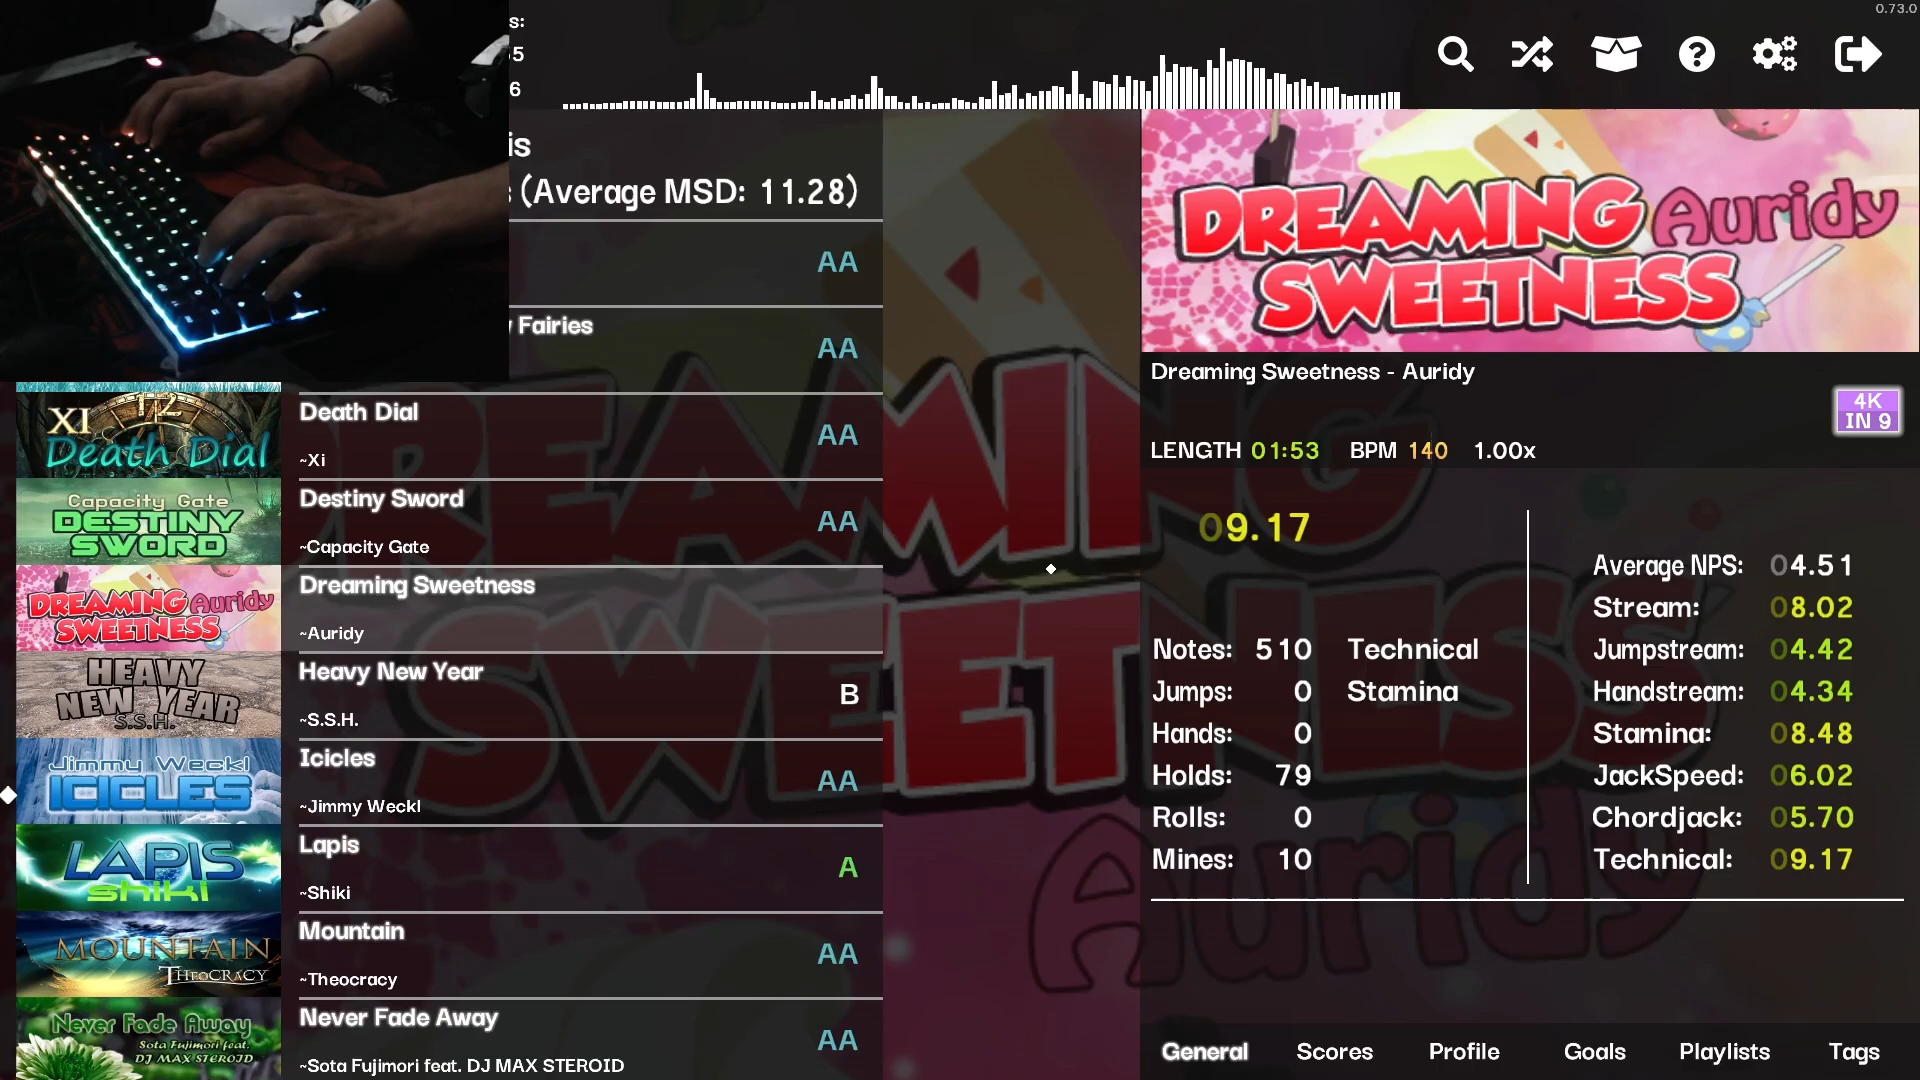 0.73.0
s:
5
6
is
(Average MSD: 11.28)
AA
Fairies
AA
XI
12
Death Dial
Death Dial
~Xi
AA
Capacity Gate
DESTINY
SWORD
Destiny Sword
~Capacity Gate
AA
DREAMING Auridy
SWEETNESS
Dreaming Sweetness
~Auridy
HEAVY
NEW YEAR
S.S.H.
Heavy New Year
~S.S.H.
B
Jimmy Weckl
ICICLES
Icicles
~Jimmy Weckl
AA
LAPIS
shiki
Lapis
~Shiki
A
MOUNTAIN
THEOCRACY
Mountain
~Theocracy
AA
Never Fade Away
Sota Fujimori feat.
DJ MAX STEROID
Never Fade Away
~Sota Fujimori feat. DJ MAX STEROID
AA
DREAMING
SWEETNESS
Auridy
DREAMING Auridy
SWEETNESS
Dreaming Sweetness - Auridy
4K
IN 9
LENGTH 01:53 BPM 140 1.00x
09.17
Notes: 510 Technical
Jumps: 0 Stamina
Hands: 0
Holds: 79
Rolls: 0
Mines: 10
Average NPS: 04.51
Stream: 08.02
Jumpstream: 04.42
Handstream: 04.34
Stamina: 08.48
JackSpeed: 06.02
Chordjack: 05.70
Technical: 09.17
General Scores Profile Goals Playlists Tags